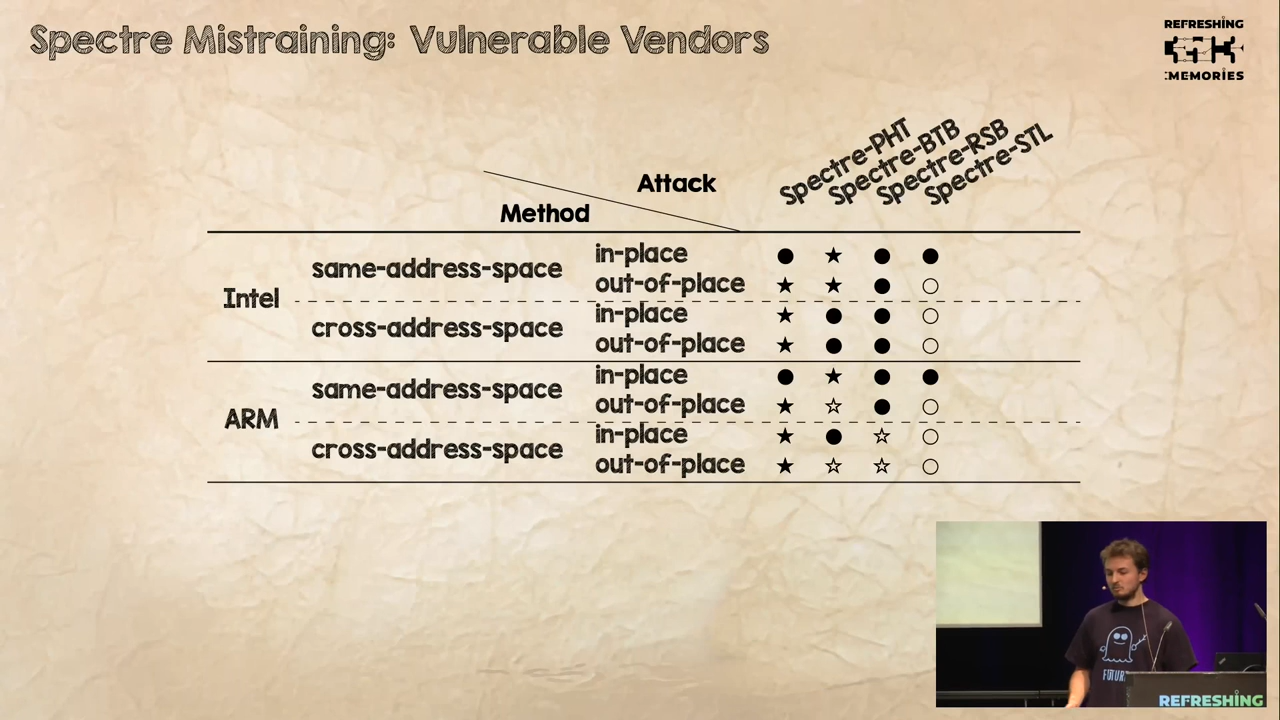 Spectre Mistraining: Vulnerable Vendors
REFRESHING
:MEMORIES
Attack
Method
Spectre-PHT
Spectre-BTB
Spectre-RSB
Spectre-STL
Intel
same-address-space
in-place ● ★ ● ●
out-of-place ★ ★ ● ○
cross-address-space
in-place ★ ● ● ○
out-of-place ★ ● ● ○
ARM
same-address-space
in-place ● ★ ● ●
out-of-place ★ ☆ ● ○
cross-address-space
in-place ★ ● ☆ ○
out-of-place ★ ☆ ☆ ○
REFRESHING